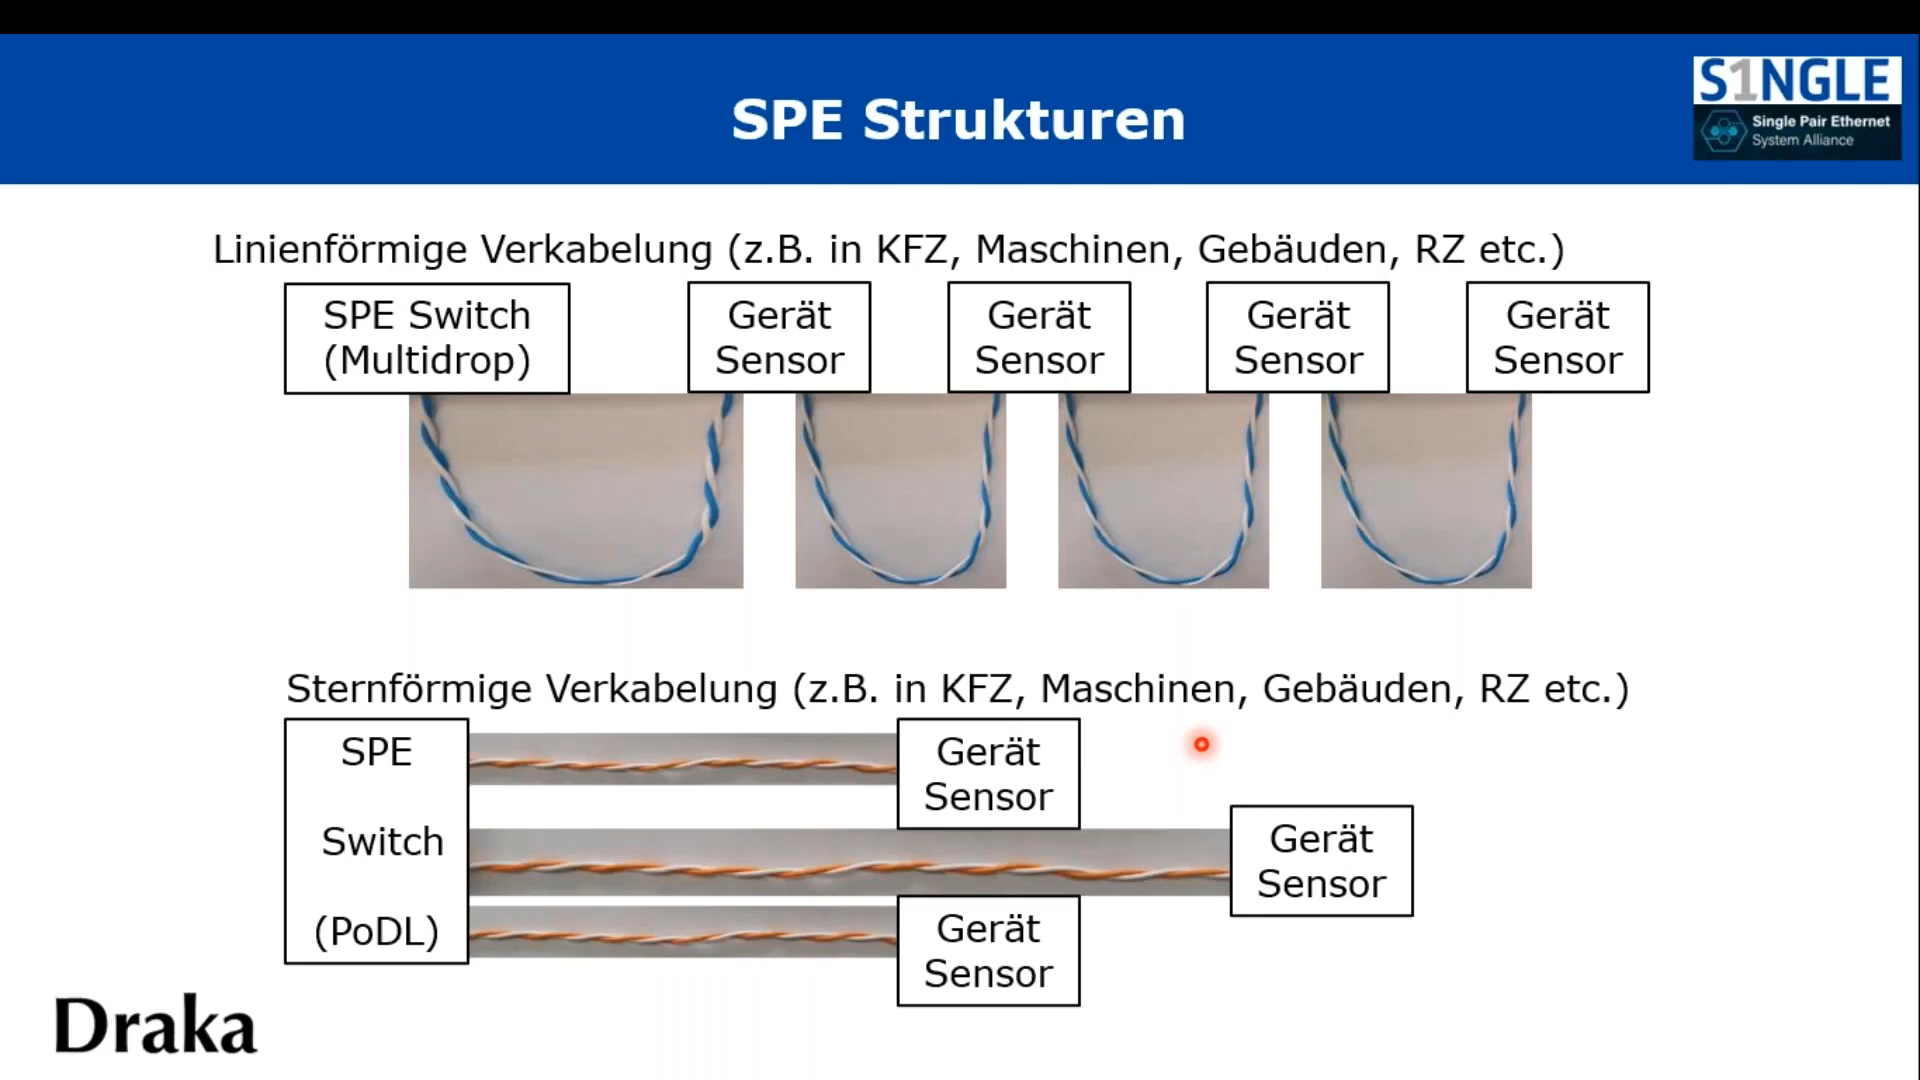 SPE Strukturen
S1NGLE
Single Pair Ethernet
System Alliance
Linienförmige Verkabelung (z.B. in KFZ, Maschinen, Gebäuden, RZ etc.)
SPE Switch
(Multidrop)
Gerät
Sensor
Gerät
Sensor
Gerät
Sensor
Gerät
Sensor
Sternförmige Verkabelung (z.B. in KFZ, Maschinen, Gebäuden, RZ etc.)
SPE
Switch
(PoDL)
Gerät
Sensor
Gerät
Sensor
Gerät
Sensor
Draka